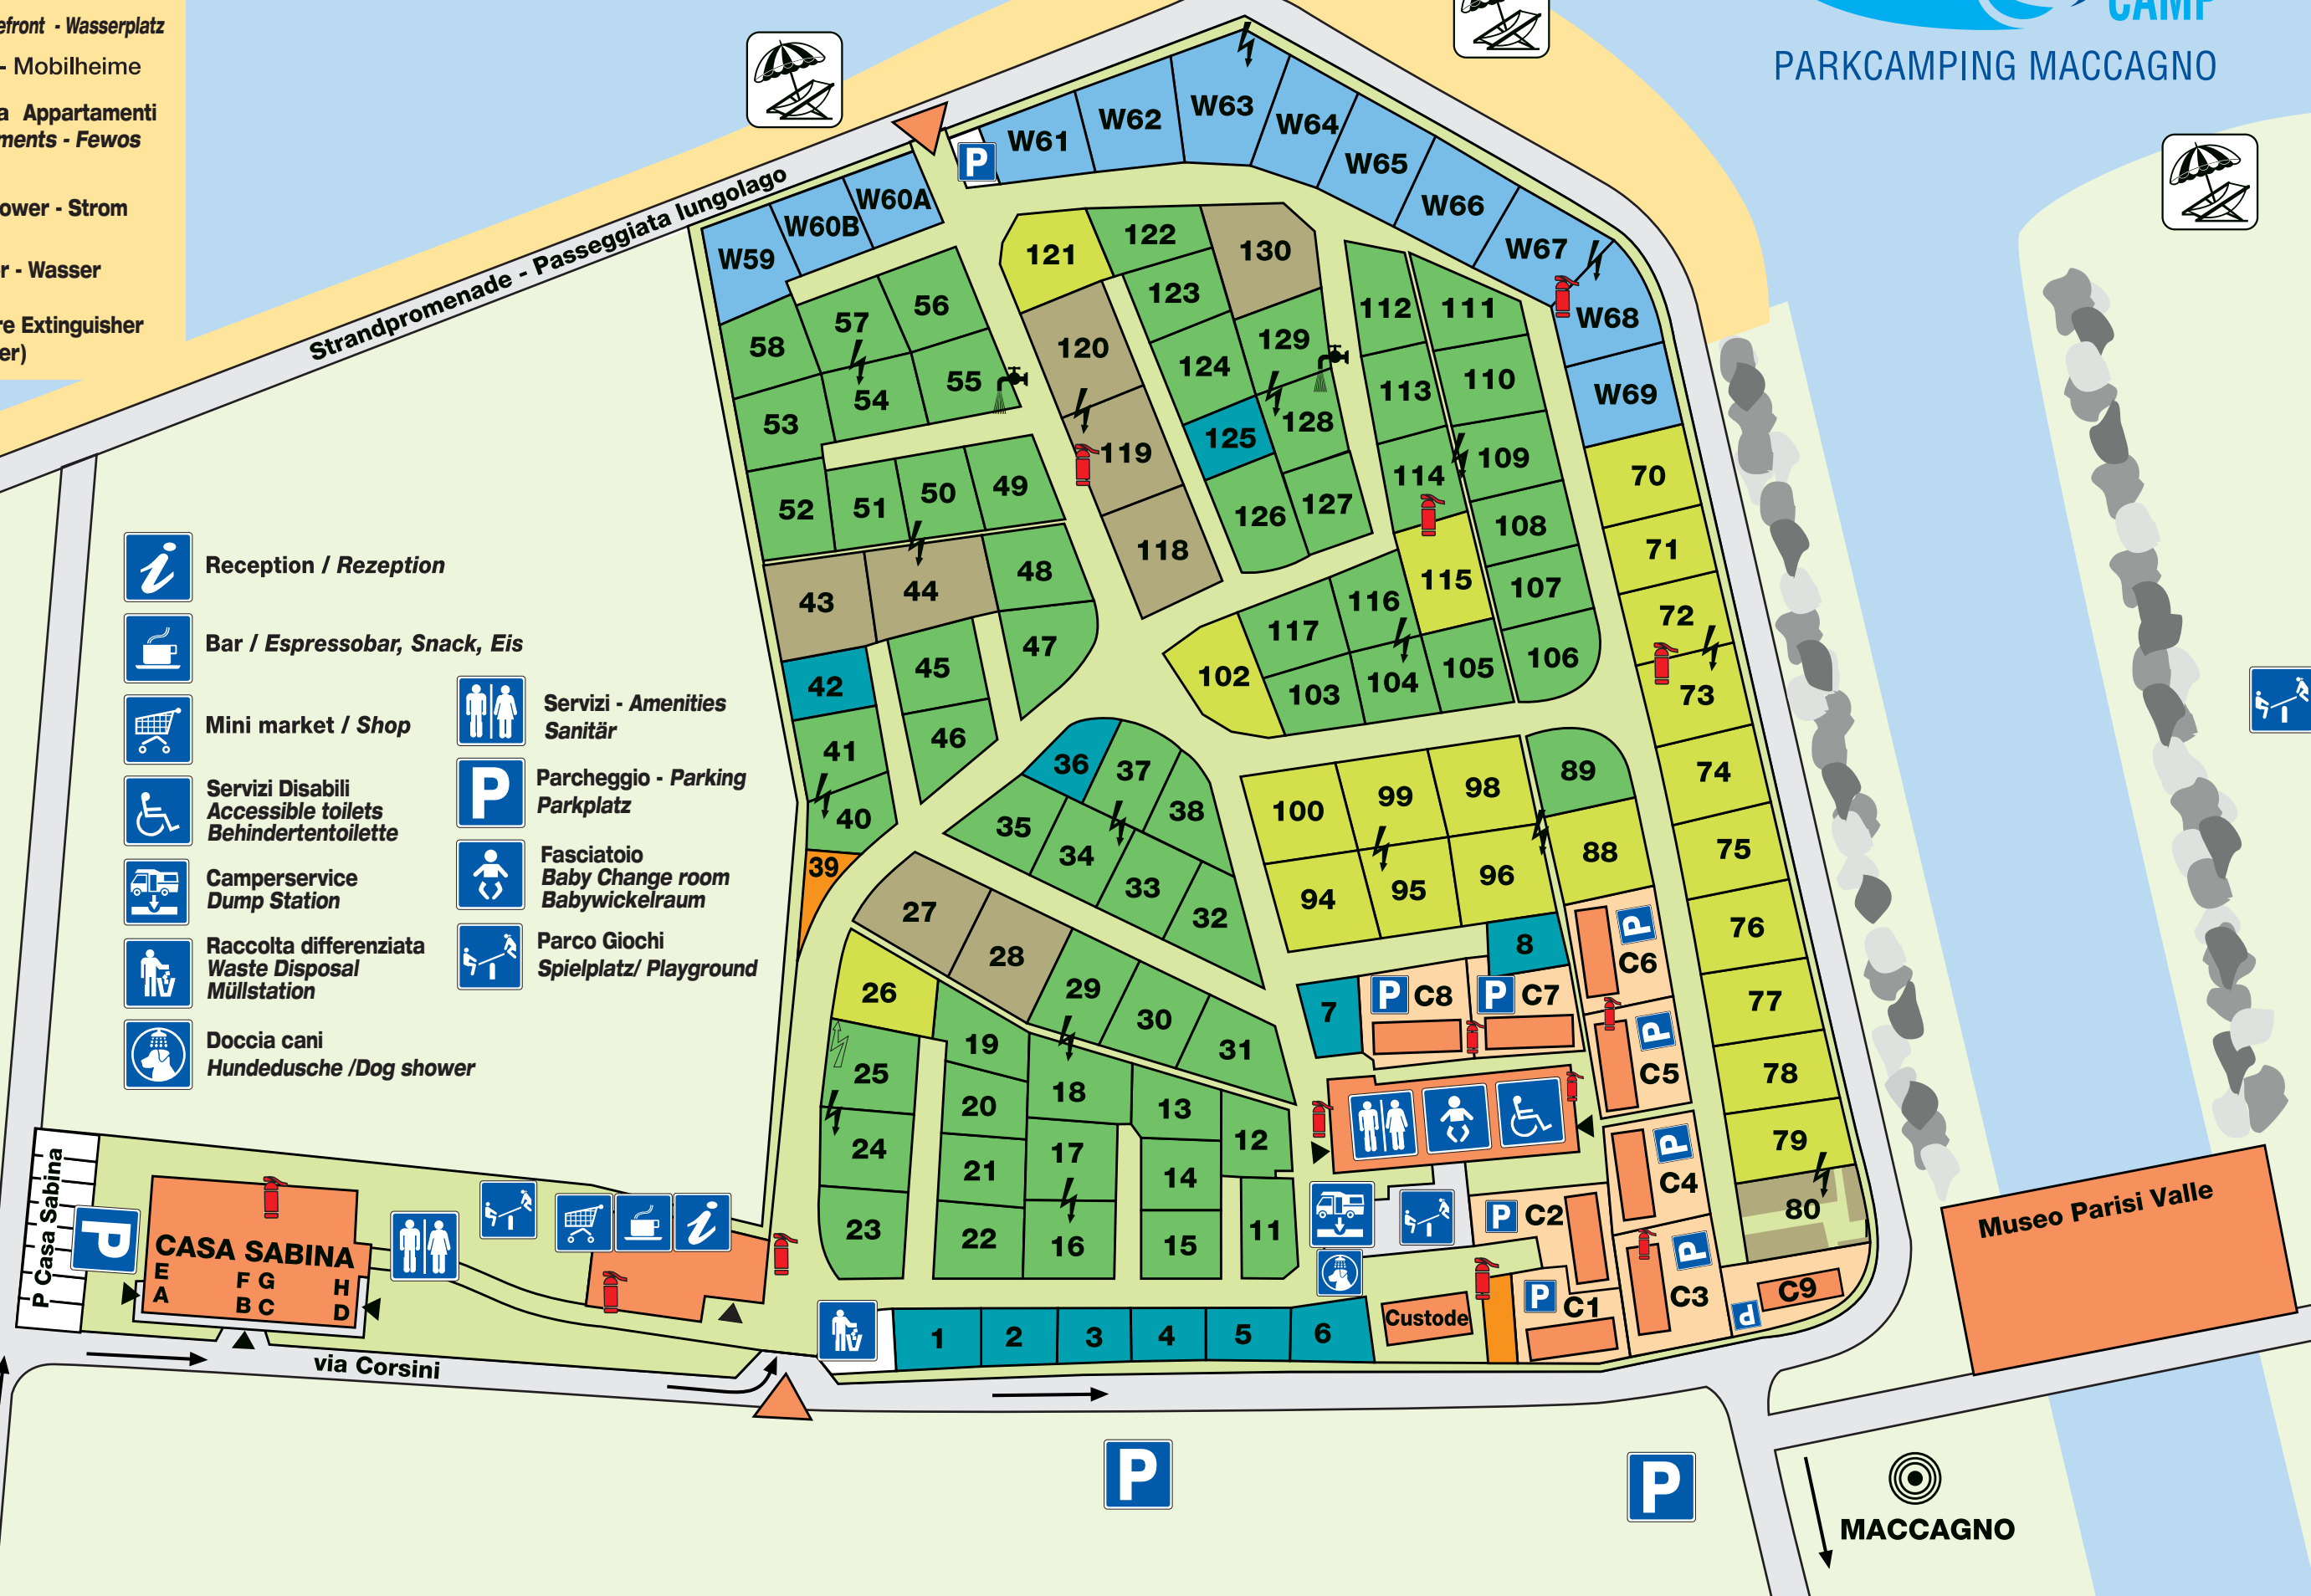 efront - Wasserplatz
- Mobilheime
a Appartamenti
ments - Fewos
ower - Strom
r - Wasser
re Extinguisher
er)
CAMP
PARKCAMPING MACCAGNO
Strandpromenade - Passeggiata lungolago
Reception / Rezeption
Bar / Espressobar, Snack, Eis
Mini market / Shop
Servizi Disabili
Accessible toilets
Behindertentoilette
Camperservice
Dump Station
Raccolta differenziata
Waste Disposal
Müllstation
Doccia cani
Hundedusche /Dog shower
Servizi - Amenities
Sanitär
P
Parcheggio - Parking
Parkplatz
Fasciatoio
Baby Change room
Babywickelraum
Parco Giochi
Spielplatz/ Playground
W59
W60B
W60A
P
W61
W62
W63
W64
W65
W66
W67
W68
W69
58
57
56
53
54
55
52
51
50
49
43
44
48
47
42
45
41
46
40
39
121
122
130
120
123
129
124
119
125
128
118
126
127
112
111
113
110
114
109
108
115
107
116
117
106
102
103
104
105
70
71
72
73
74
75
76
77
78
79
80
36
37
38
35
34
33
32
27
28
29
30
31
26
25
24
23
19
20
21
22
18
17
16
13
14
15
12
11
100
99
98
89
94
95
96
88
8
7
P C8
P C7
P
C6
P
C5
P
C4
P
C3
P C2
P C1
P
C9
Custode
1
2
3
4
5
6
P Casa Sabina
P
CASA SABINA
E F G H
A B C D
via Corsini
P
P
Museo Parisi Valle
MACCAGNO